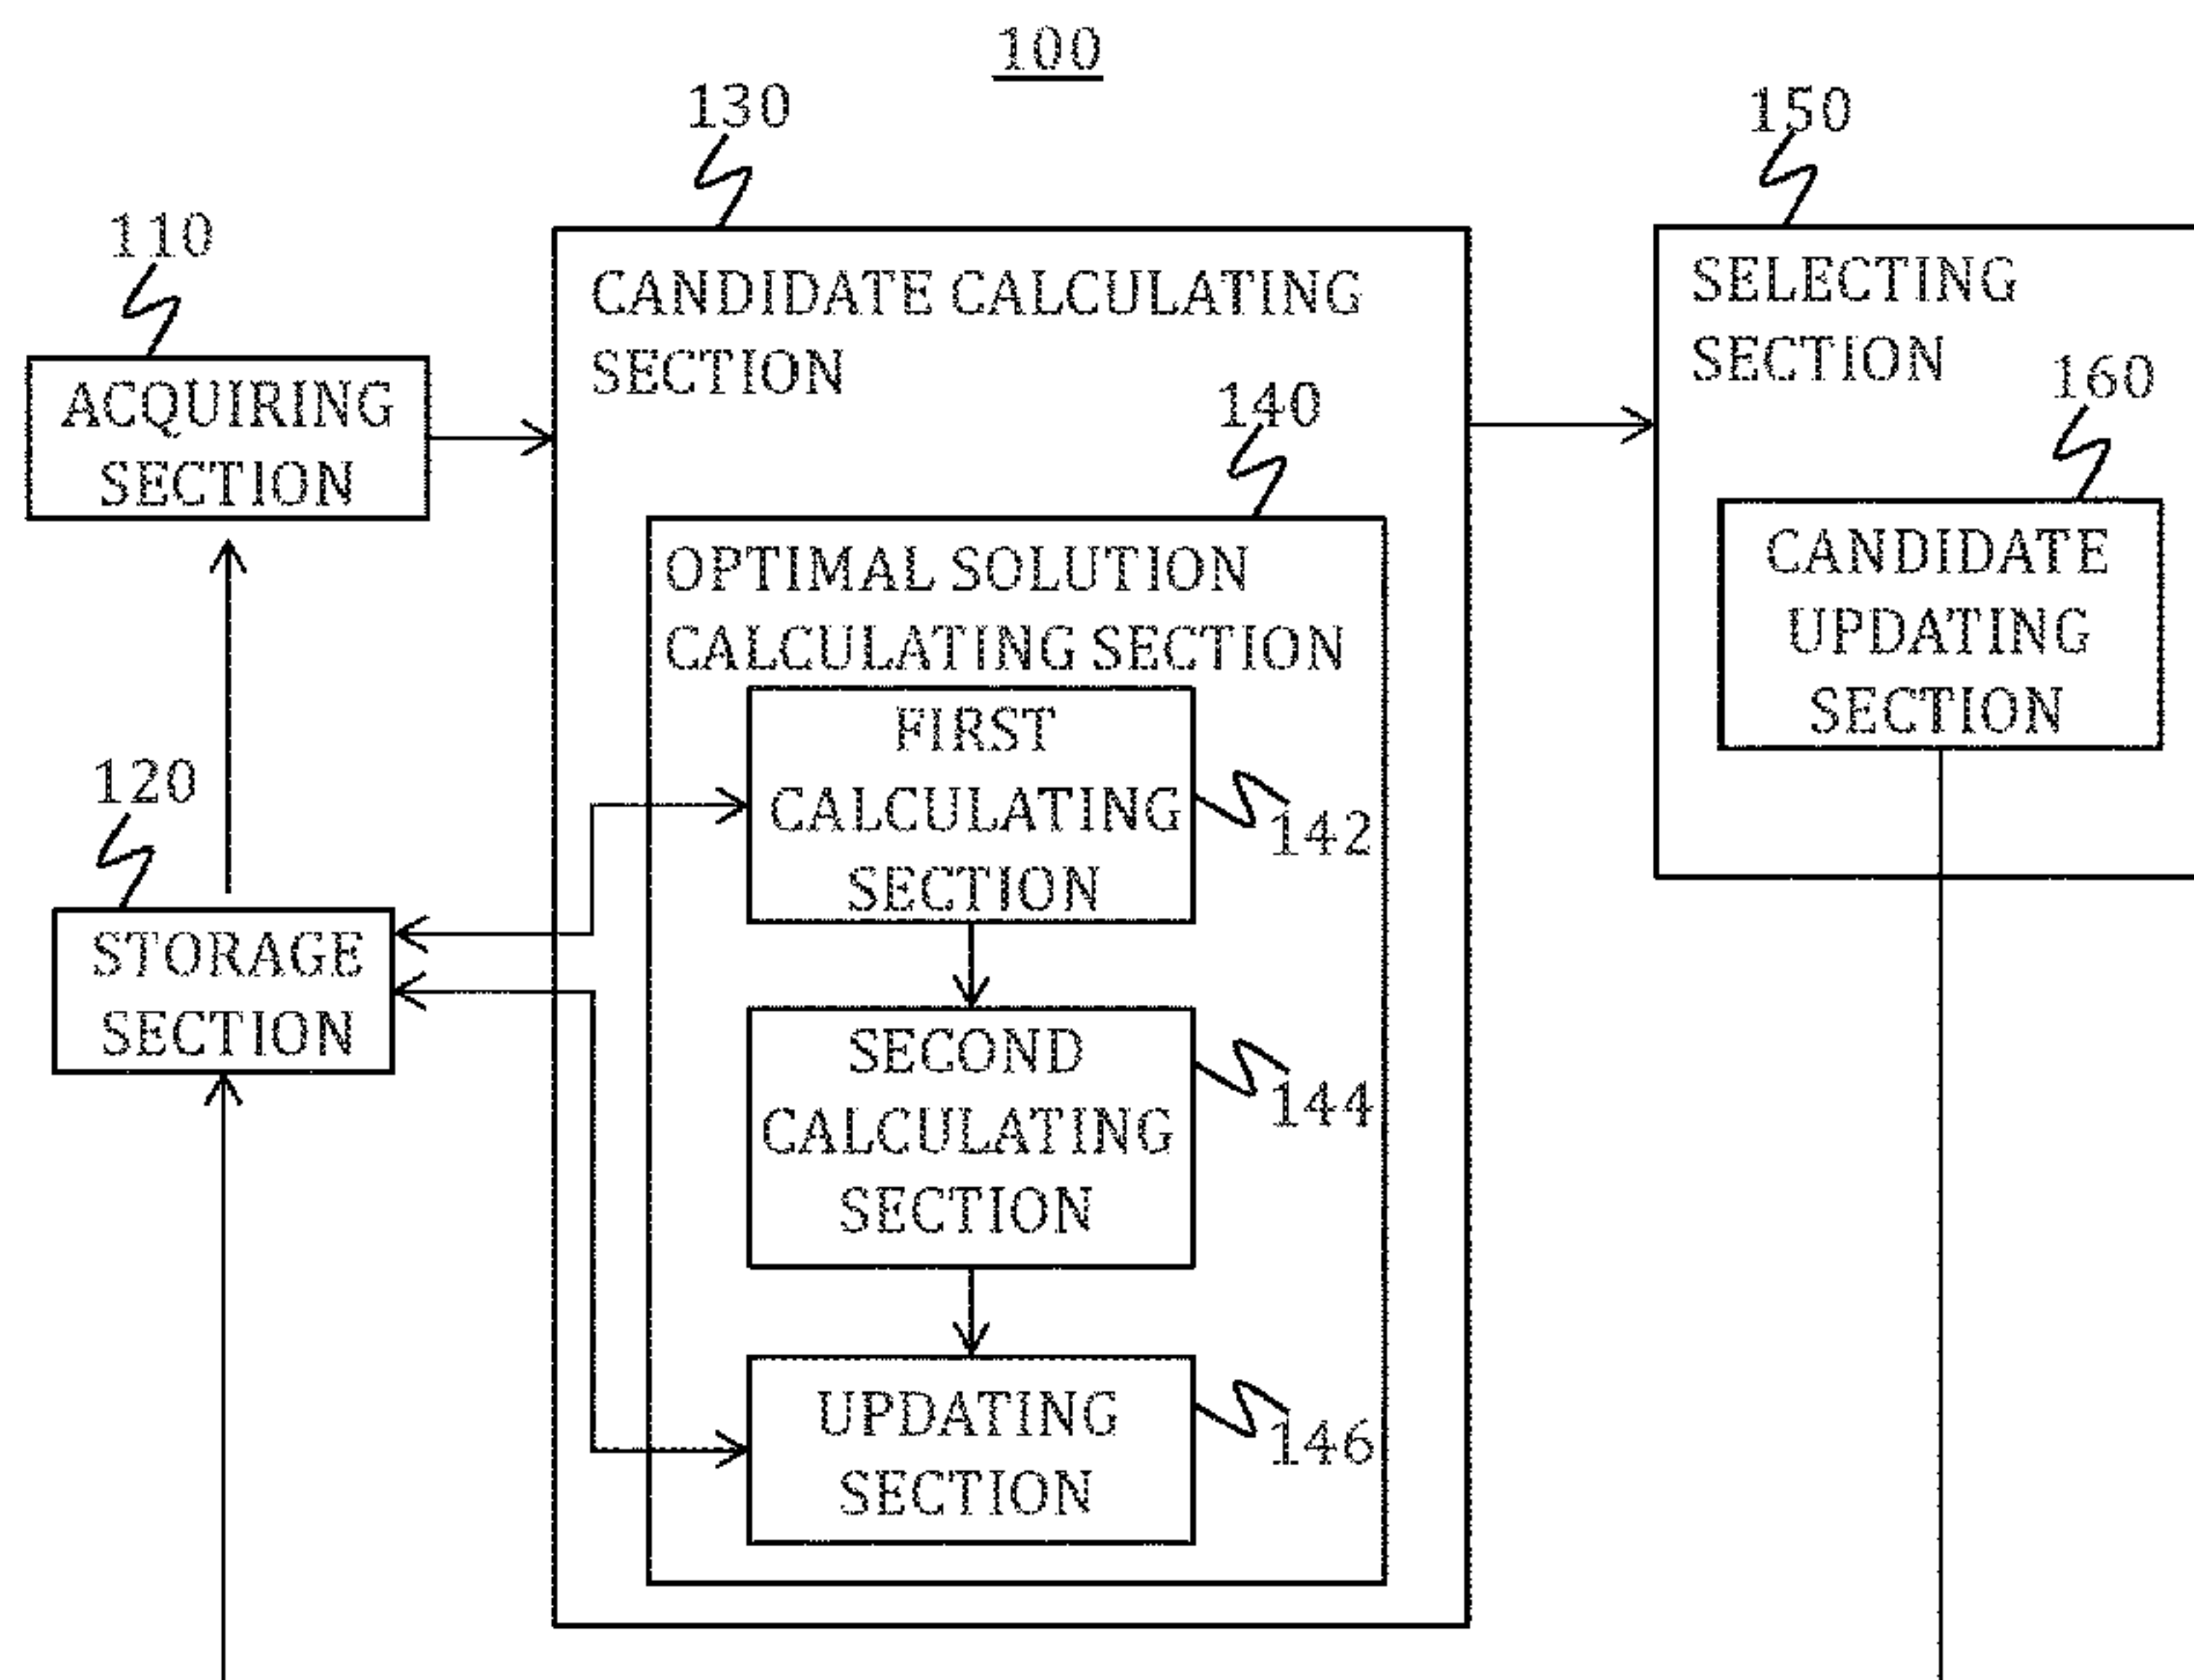 100
130
150
110
CANDIDATE CALCULATING
SECTION
SELECTING
SECTION
160
140
ACQUIRING
SECTION
OPTIMAL SOLUTION
CALCULATING SECTION
CANDIDATE
UPDATING
SECTION
FIRST
CALCULATING
SECTION
142
120
STORAGE
SECTION
SECOND
CALCULATING
SECTION
144
UPDATING
SECTION
146